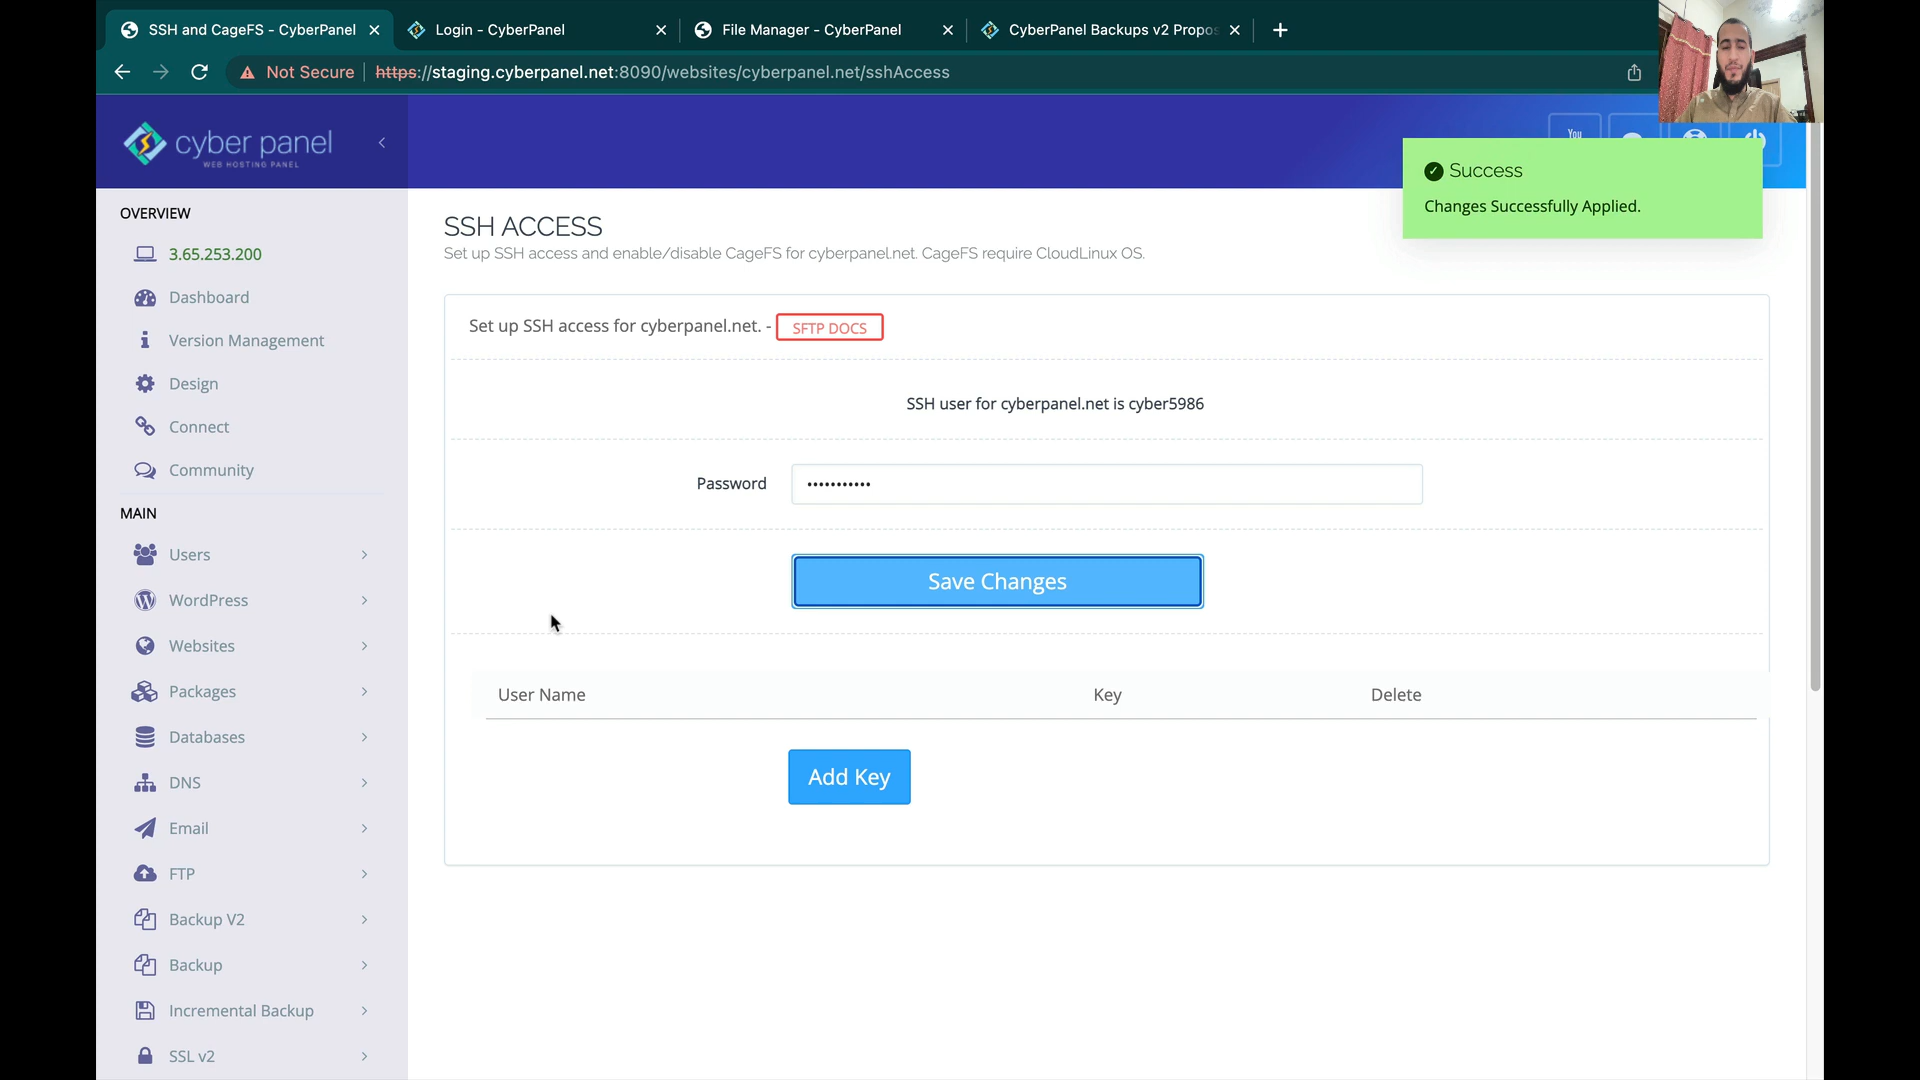 SSH and CageFS - CyberPanel
Login - CyberPanel
File Manager - CyberPanel
CyberPanel Backups v2 Propos
Not Secure
https://staging.cyberpanel.net:8090/websites/cyberpanel.net/sshAccess
cyber panel
WEB HOSTING PANEL
You
Success
Changes Successfully Applied.
OVERVIEW
3.65.253.200
Dashboard
Version Management
Design
Connect
Community
MAIN
Users
WordPress
Websites
Packages
Databases
DNS
Email
FTP
Backup V2
Backup
Incremental Backup
SSL v2
SSH ACCESS
Set up SSH access and enable/disable CageFS for cyberpanel.net. CageFS require CloudLinux OS.
Set up SSH access for cyberpanel.net. - SFTP DOCS
SSH user for cyberpanel.net is cyber5986
Password
Save Changes
User Name Key Delete
Add Key